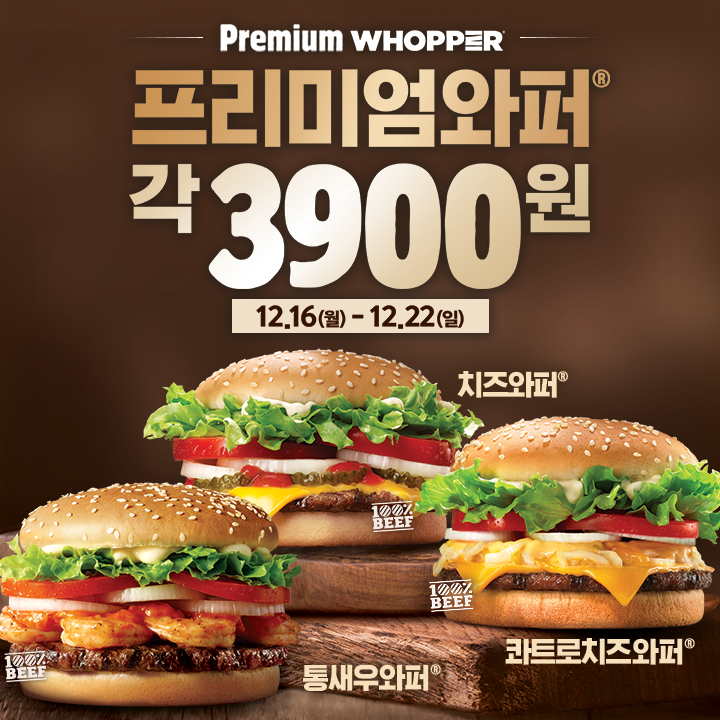 Premium WHOPPER®
프리미엄와퍼®
각 3900원
12.16(월) - 12.22(일)
치즈와퍼®
100% BEEF
100% BEEF
콰트로치즈와퍼®
100% BEEF
통새우와퍼®